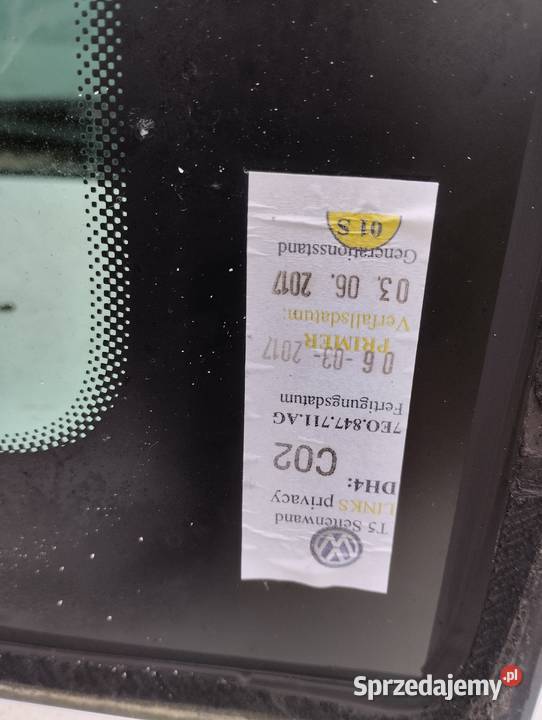 T5 Seitenwand
LINKS privacy
DH4:
C02
7E0.847.711.AG
Fertigungsdatum
06-03-2017
PRIMER
Verfallsdatum:
03.06.2017
Generationsstand
01 S
Sprzedajemy.pl